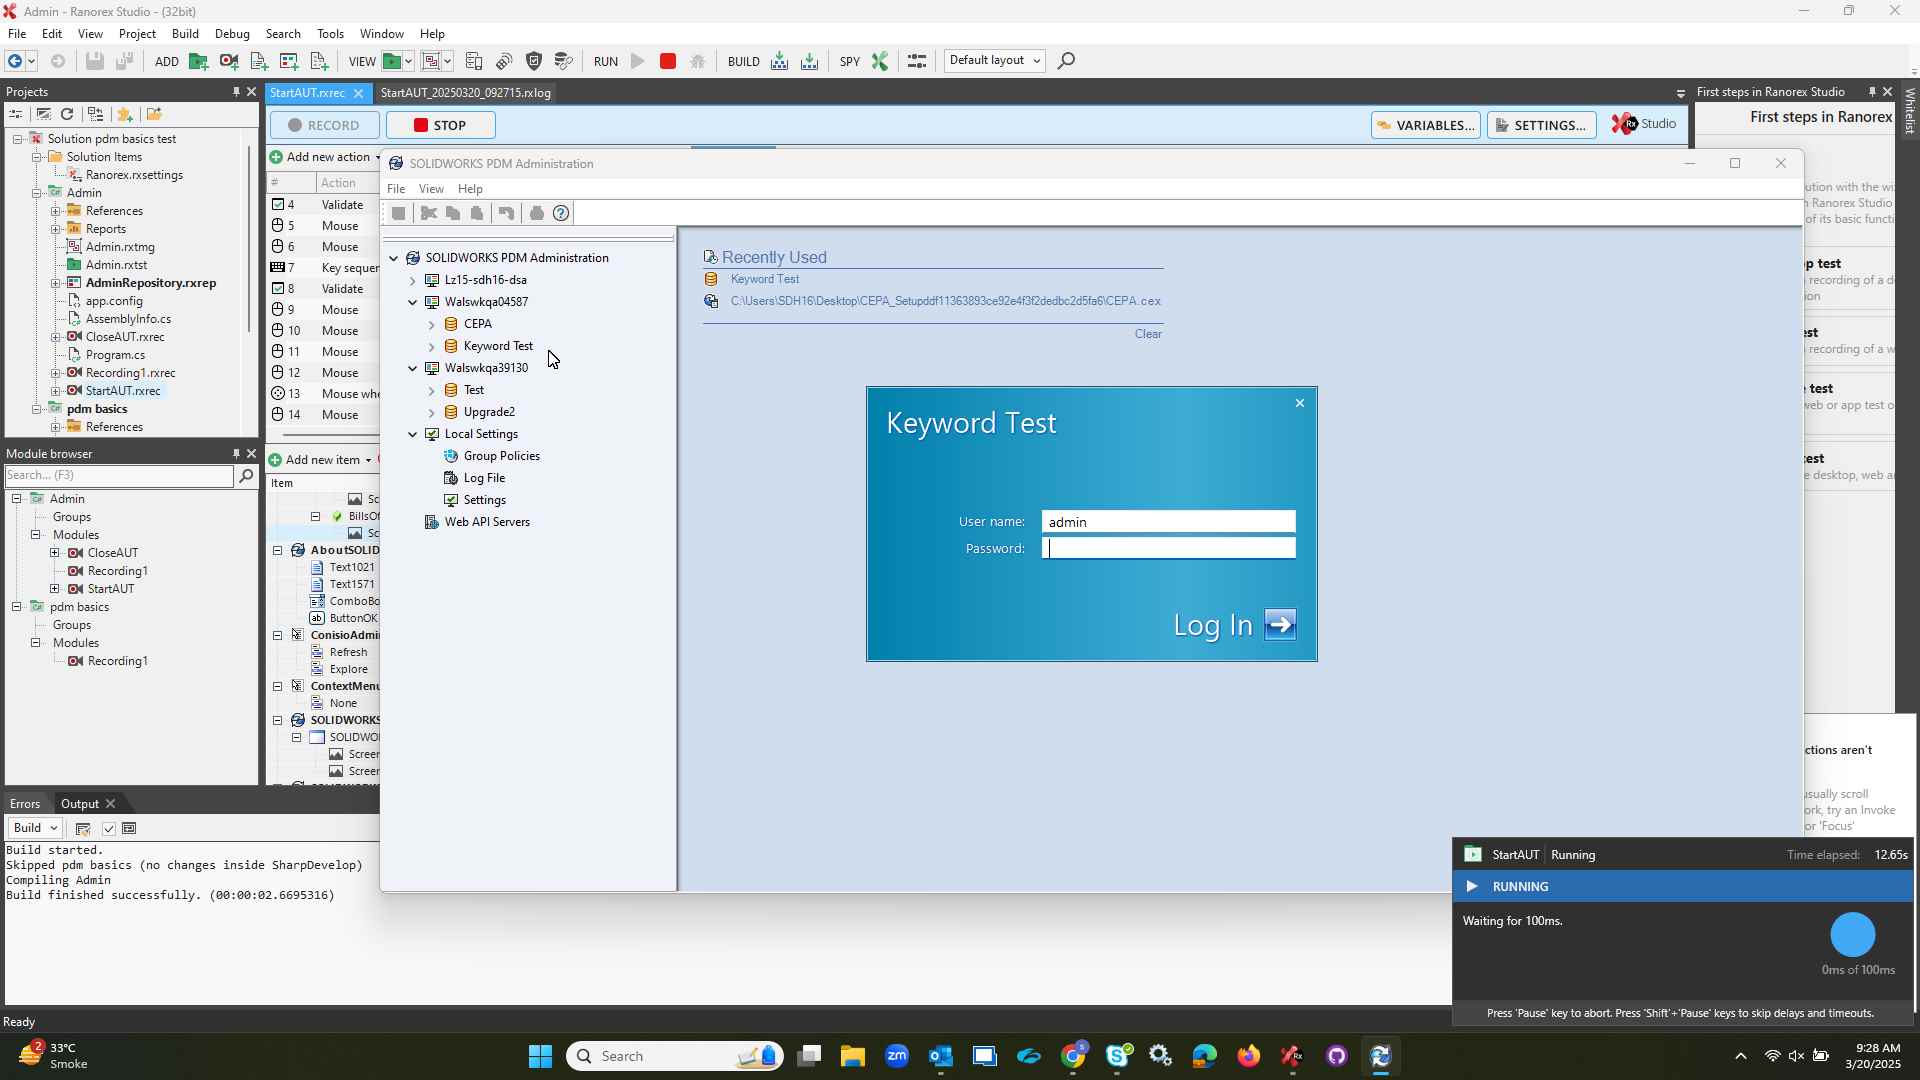 Admin - Ranorex Studio - (32bit)
File Edit View Project Build Debug Search Tools Window Help
ADD VIEW RUN BUILD SPY Default layout
Projects
StartAUT.rxrec StartAUT_20250320_092715.rxlog
First steps in Ranorex Studio
Whitelist
RECORD STOP VARIABLES... SETTINGS... Rx Studio
First steps in Ranorex
Solution pdm basics test
Solution Items
Ranorex.rxsettings
Admin
References
Reports
Admin.rxtmg
Admin.rxtst
AdminRepository.rxrep
app.config
AssemblyInfo.cs
CloseAUT.rxrec
Program.cs
Recording1.rxrec
StartAUT.rxrec
pdm basics
References
Add new action
# Action
4 Validate
5 Mouse
6 Mouse
7 Key sequen
8 Validate
9 Mouse
10 Mouse
11 Mouse
12 Mouse
13 Mouse whe
14 Mouse
Add new item
Item
Sc
BillsOf
Sc
AboutSOLID
Text1021
Text1571
ComboBo
ButtonOK
ConisioAdmi
Refresh
Explore
ContextMenu
None
SOLIDWORKS
SOLIDWO
Screer
Screer
Module browser
Search... (F3)
Admin
Groups
Modules
CloseAUT
Recording1
StartAUT
pdm basics
Groups
Modules
Recording1
SOLIDWORKS PDM Administration
File View Help
SOLIDWORKS PDM Administration
Lz15-sdh16-dsa
Walswkqa04587
CEPA
Keyword Test
Walswkqa39130
Test
Upgrade2
Local Settings
Group Policies
Log File
Settings
Web API Servers
Recently Used
Keyword Test
C:\Users\SDH16\Desktop\CEPA_Setupddf11363893ce92e4f3f2dedbc2d5fa6\CEPA.cex
Clear
Keyword Test
User name: admin
Password:
Log In
ution with the wi
n Ranorex Studio
of its basic functi
p test
recording of a d
on
est
recording of a w
e test
web or app test o
test
e desktop, web a
ctions aren't
usually scroll
ork, try an Invoke
or 'Focus'
Errors Output
Build
Build started.
Skipped pdm basics (no changes inside SharpDevelop)
Compiling Admin
Build finished successfully. (00:00:02.6695316)
StartAUT Running Time elapsed: 12.65s
RUNNING
Waiting for 100ms.
0ms of 100ms
Press 'Pause' key to abort. Press 'Shift'+'Pause' keys to skip delays and timeouts.
Ready
2
33°C
Smoke
Search
zm
9:28 AM
3/20/2025